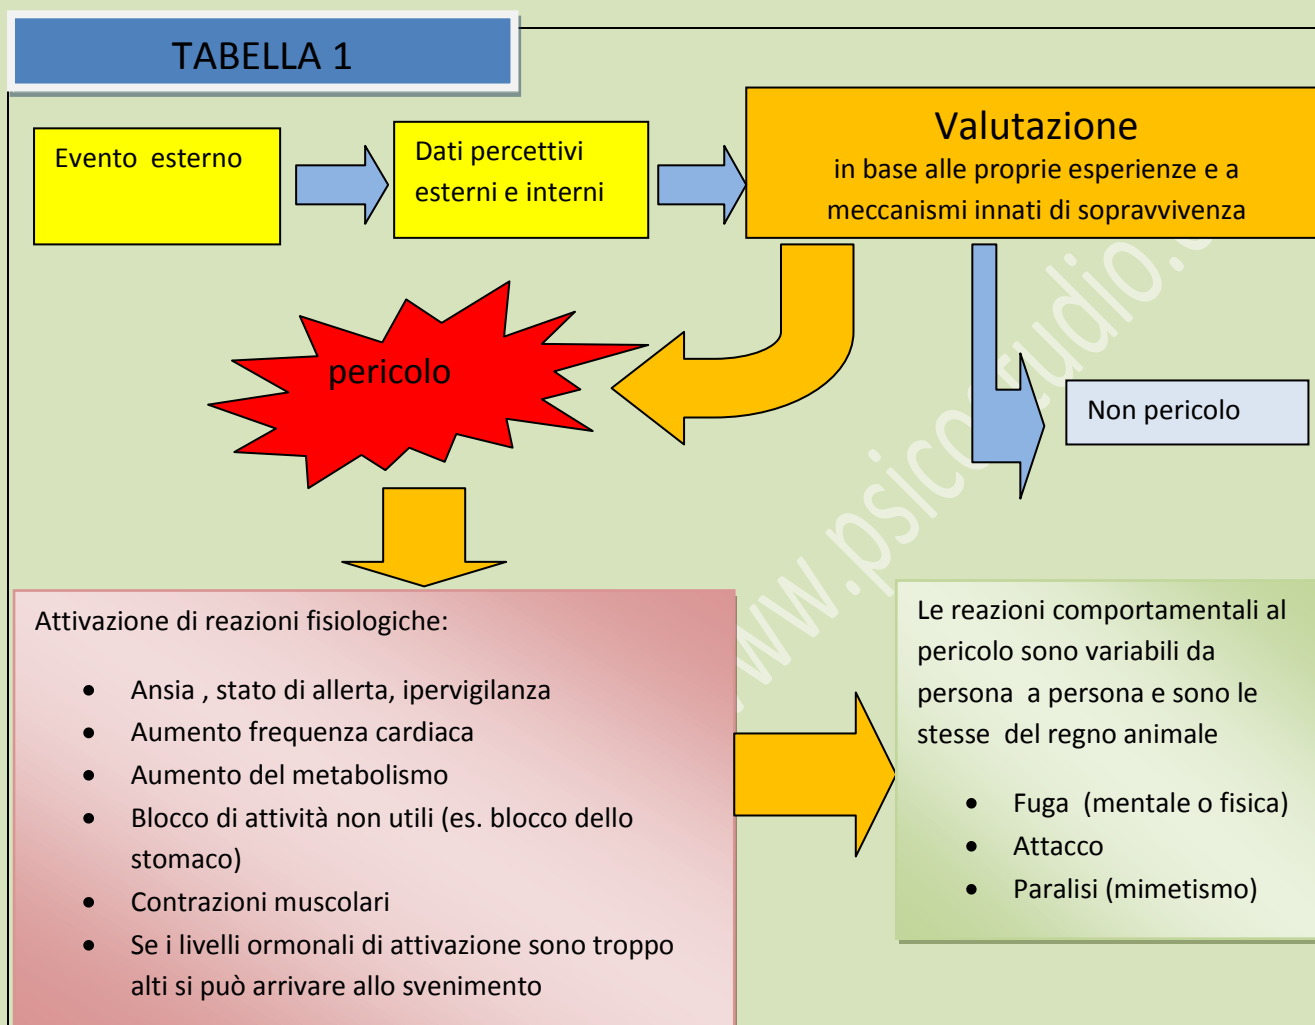 TABELLA 1
Evento esterno
Dati percettivi
esterni e interni
Valutazione
in base alle proprie esperienze e a
meccanismi innati di sopravvivenza
pericolo
Non pericolo
Attivazione di reazioni fisiologiche:
• Ansia , stato di allerta, ipervigilanza
• Aumento frequenza cardiaca
• Aumento del metabolismo
• Blocco di attività non utili (es. blocco dello
stomaco)
• Contrazioni muscolari
• Se i livelli ormonali di attivazione sono troppo
alti si può arrivare allo svenimento
Le reazioni comportamentali al
pericolo sono variabili da
persona a persona e sono le
stesse del regno animale
• Fuga (mentale o fisica)
• Attacco
• Paralisi (mimetismo)